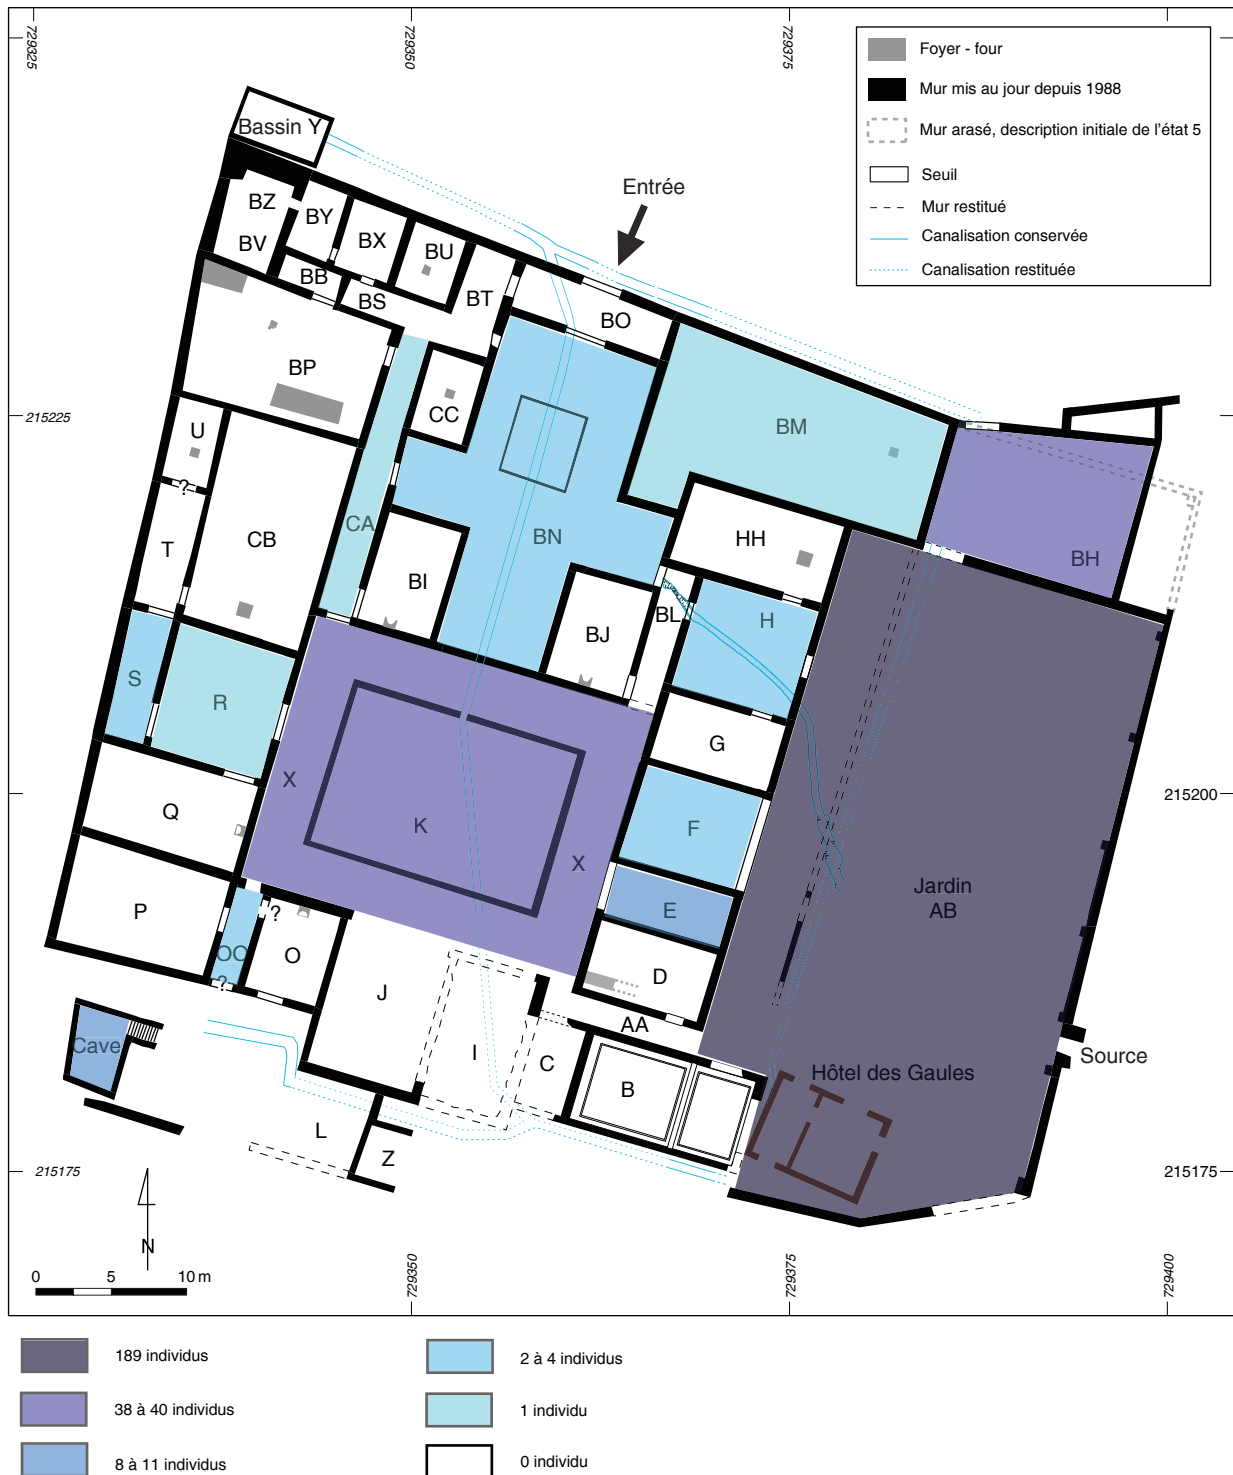 729325
729350
729375
Foyer - four
Mur mis au jour depuis 1988
Mur arasé, description initiale de l'état 5
Seuil
Mur restitué
Canalisation conservée
Canalisation restituée
Bassin Y
Entrée
BZ
BY
BX
BV
BU
BB
BS
BT
BO
BP
CC
BM
215225
U
?
CA
CB
BN
HH
BH
T
BI
BJ
BL
H
S
R
G
X
Q
K
F
X
215200
P
?
E
Jardin
AB
OO
O
?
J
D
AA
I
C
Cave
B
Hôtel des Gaules
Source
L
Z
215175
215175
N
0
5
10 m
729350
729375
729400
189 individus
2 à 4 individus
38 à 40 individus
1 individu
8 à 11 individus
0 individu